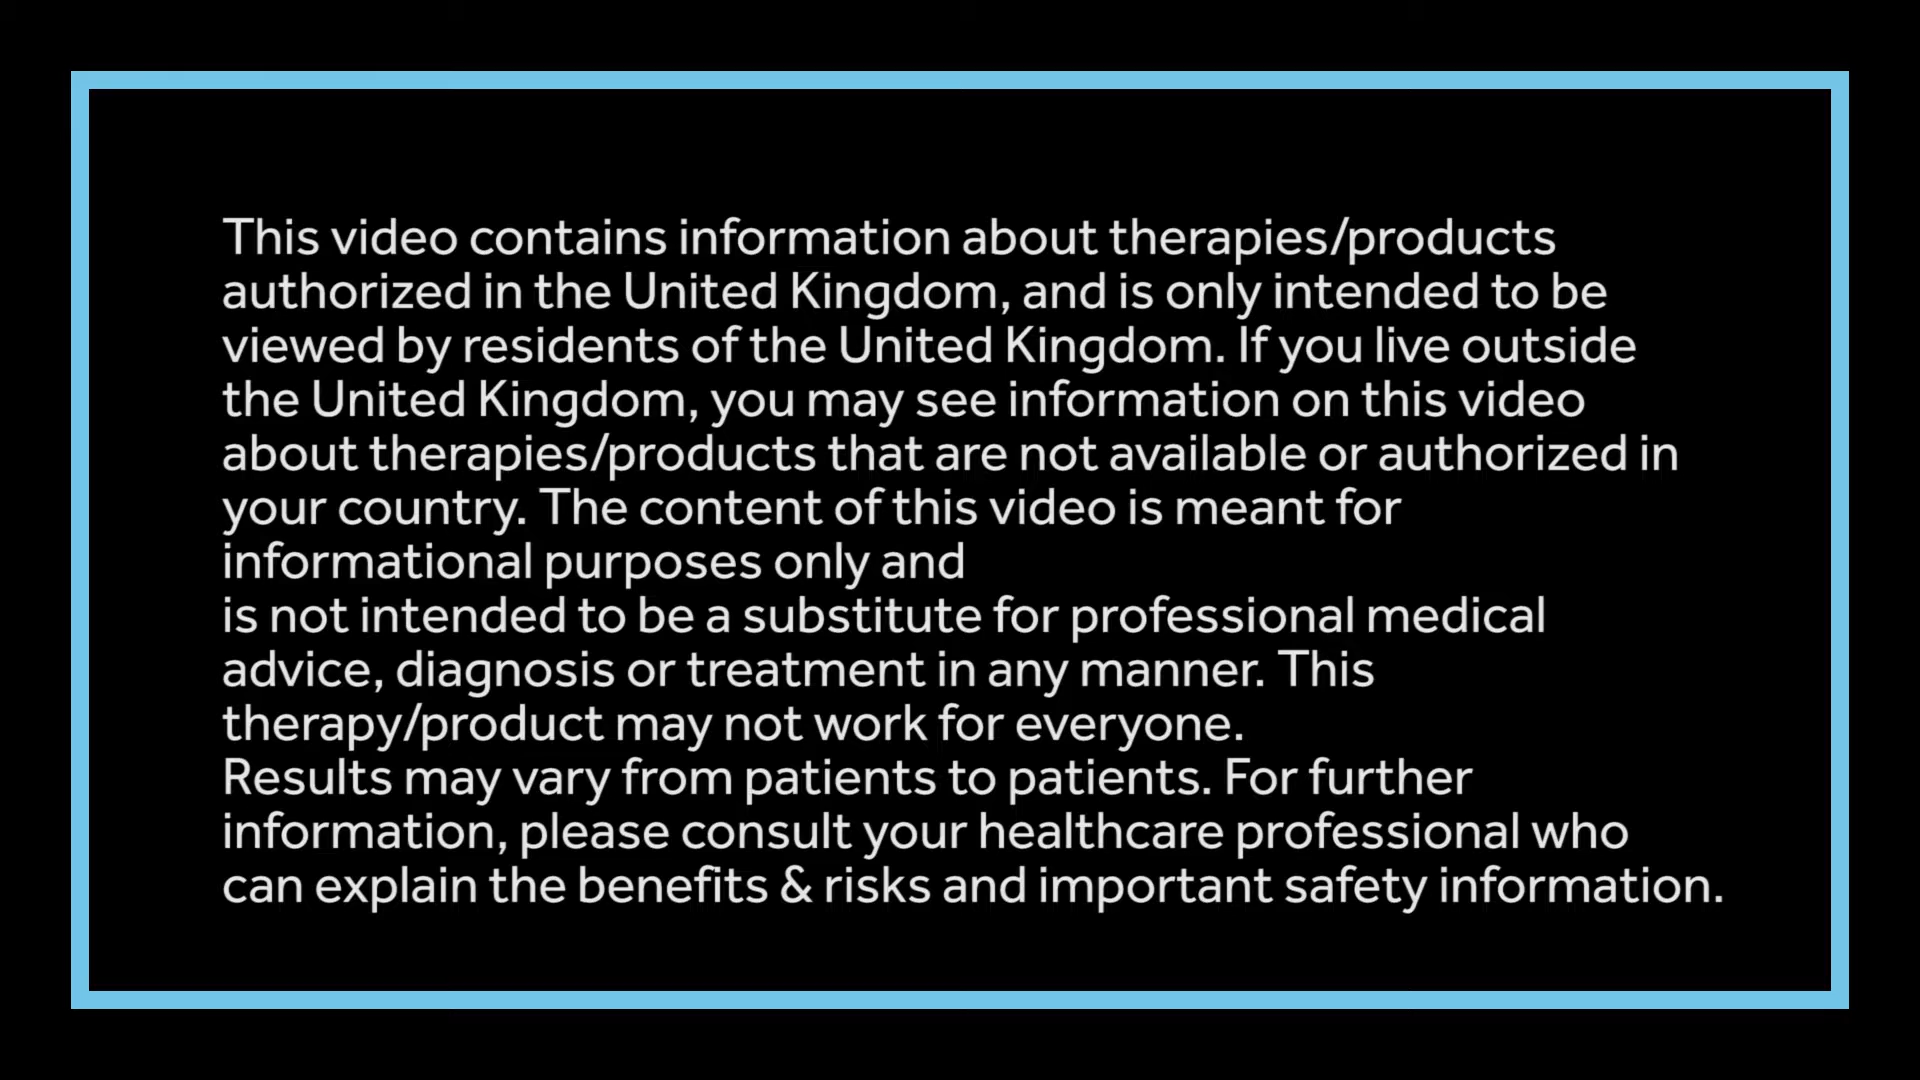 This video contains information about therapies/products
authorized in the United Kingdom, and is only intended to be
viewed by residents of the United Kingdom. If you live outside
the United Kingdom, you may see information on this video
about therapies/products that are not available or authorized in
your country. The content of this video is meant for
informational purposes only and
is not intended to be a substitute for professional medical
advice, diagnosis or treatment in any manner. This
therapy/product may not work for everyone.
Results may vary from patients to patients. For further
information, please consult your healthcare professional who
can explain the benefits & risks and important safety information.